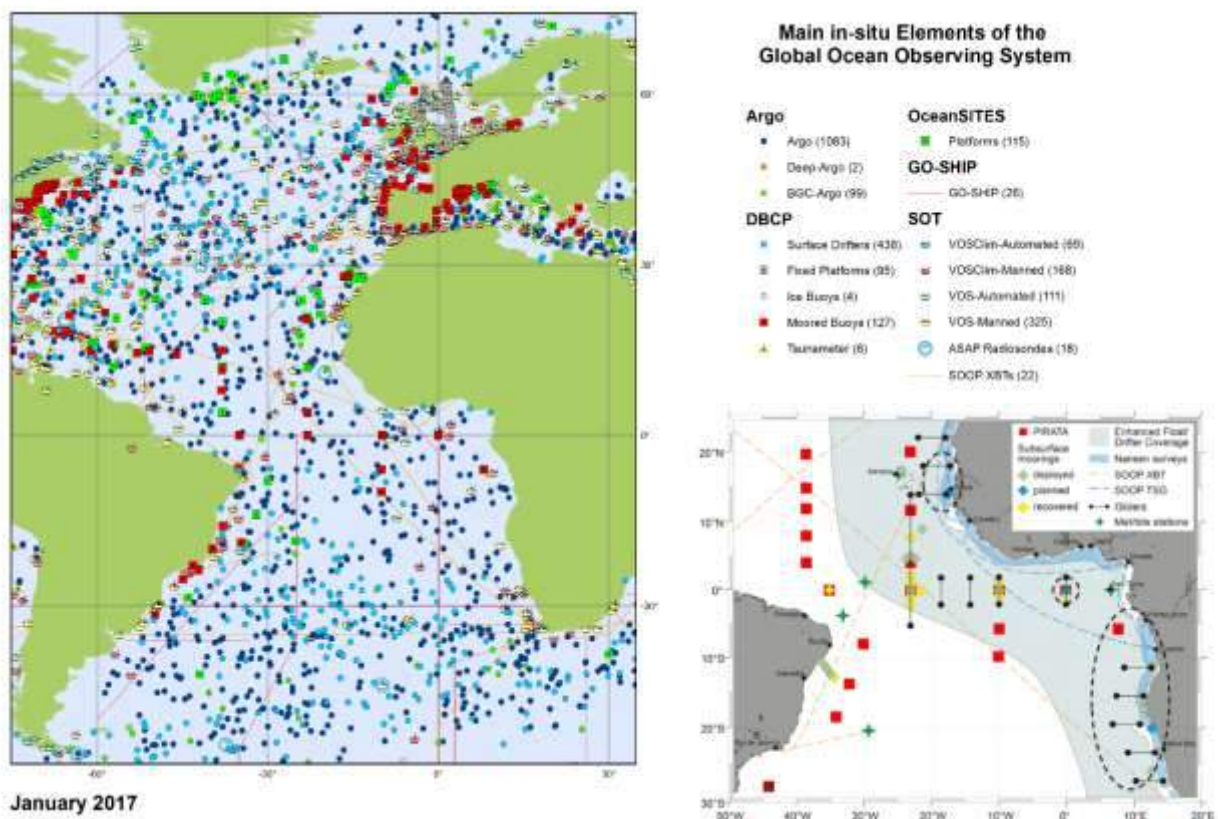 Main in-situ Elements of the
Global Ocean Observing System
Argo
Argo (1083)
Deep-Argo (2)
BGC-Argo (99)
DBCP
Surface Drifters (438)
Fixed Platforms (95)
Ice Buoys (4)
Moored Buoys (127)
Tsunameter (6)
OceanSITES
Platforms (115)
GO-SHIP
GO-SHIP (26)
SOT
VOSClim-Manned (168)
VOS-Automated (111)
VOS-Manned (325)
ASAP Radiosondes (18)
SOOP XBTs (22)
60°
30°
0°
-30°
-60°
-30°
0°
30°
January 2017
PIRATA
Subsurface
moorings
deployed
planned
recovered
Enhanced Float/
Drifter Coverage
Nansen surveys
SOOP XBT
SOOP TSG
Gliders
Met/tide stations
20°N
10°N
0°
10°S
20°S
30°S
50°W
40°W
30°W
20°W
10°W
0°
10°E
20°E